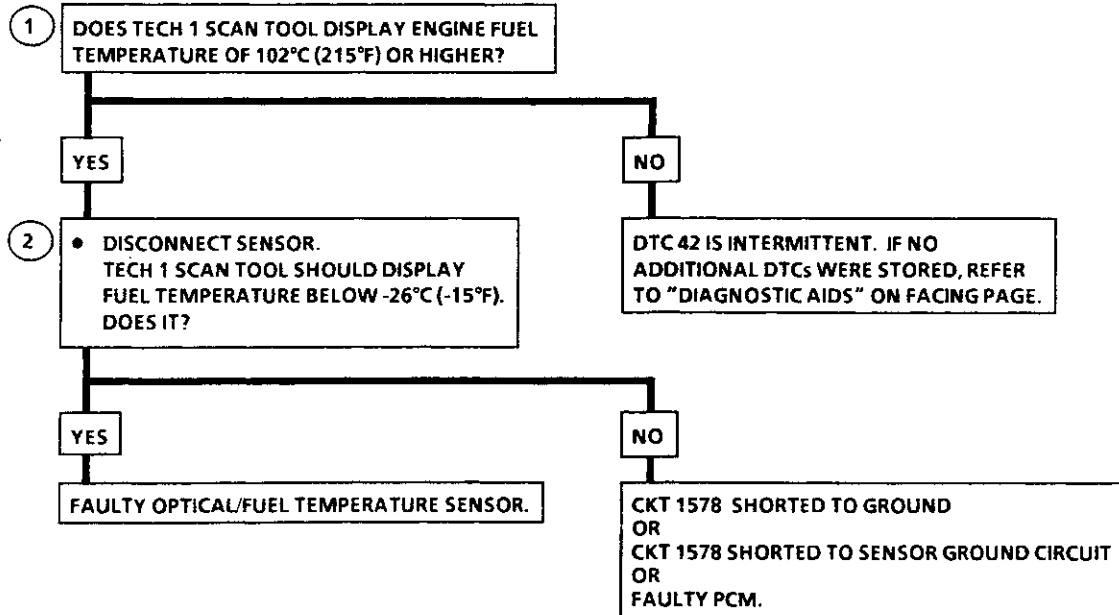 1
DOES TECH 1 SCAN TOOL DISPLAY ENGINE FUEL
TEMPERATURE OF 102°C (215°F) OR HIGHER?
YES
NO
2
• DISCONNECT SENSOR.
TECH 1 SCAN TOOL SHOULD DISPLAY
FUEL TEMPERATURE BELOW -26°C (-15°F).
DOES IT?
DTC 42 IS INTERMITTENT. IF NO
ADDITIONAL DTCs WERE STORED, REFER
TO "DIAGNOSTIC AIDS" ON FACING PAGE.
YES
NO
FAULTY OPTICAL/FUEL TEMPERATURE SENSOR.
CKT 1578 SHORTED TO GROUND
OR
CKT 1578 SHORTED TO SENSOR GROUND CIRCUIT
OR
FAULTY PCM.